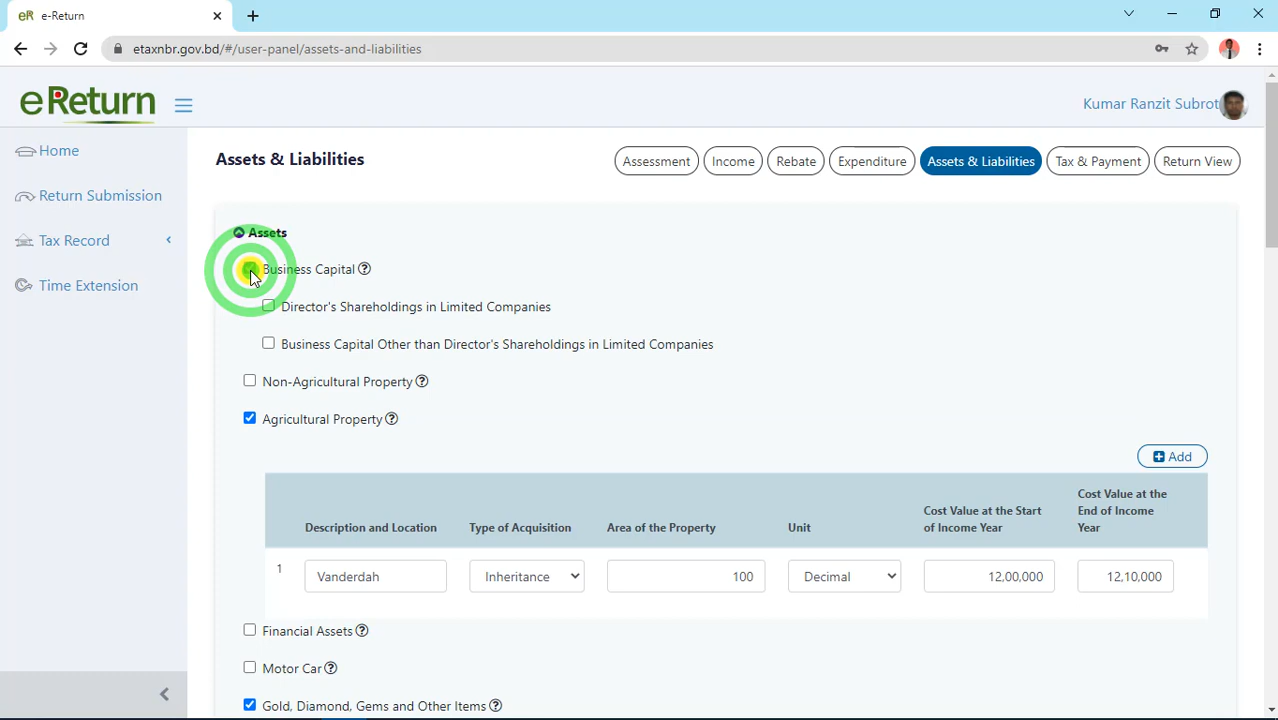 eR e-Return
etaxnbr.gov.bd/#/user-panel/assets-and-liabilities
eReturn
Kumar Ranzit Subrot
Home
Return Submission
Tax Record
Time Extension
Assets & Liabilities
Assessment
Income
Rebate
Expenditure
Assets & Liabilities
Tax & Payment
Return View
Assets
Business Capital
Director's Shareholdings in Limited Companies
Business Capital Other than Director's Shareholdings in Limited Companies
Non-Agricultural Property
Agricultural Property
Add
Description and Location
Type of Acquisition
Area of the Property
Unit
Cost Value at the Start
of Income Year
Cost Value at the
End of Income
Year
1
Vanderdah
Inheritance
100
Decimal
12,00,000
12,10,000
Financial Assets
Motor Car
Gold, Diamond, Gems and Other Items